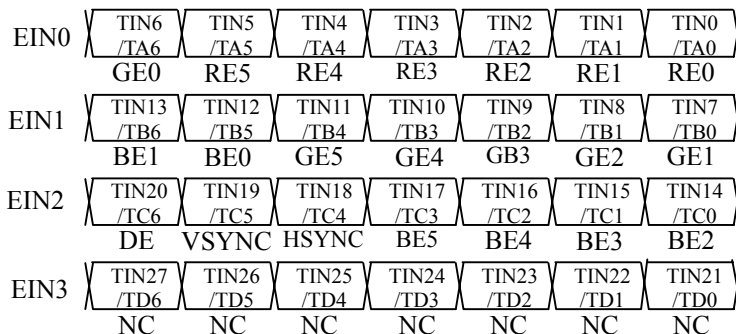 TIN6 TIN5 TIN4 TIN3 TIN2 TIN1 TIN0
EIN0 /TA6 /TA5 /TA4 /TA3 /TA2 /TA1 /TA0
GE0 RE5 RE4 RE3 RE2 RE1 RE0
TIN13 TIN12 TIN11 TIN10 TIN9 TIN8 TIN7
EIN1 /TB6 /TB5 /TB4 /TB3 /TB2 /TB1 /TB0
BE1 BE0 GE5 GE4 GB3 GE2 GE1
TIN20 TIN19 TIN18 TIN17 TIN16 TIN15 TIN14
EIN2 /TC6 /TC5 /TC4 /TC3 /TC2 /TC1 /TC0
DE VSYNC HSYNC BE5 BE4 BE3 BE2
TIN27 TIN26 TIN25 TIN24 TIN23 TIN22 TIN21
EIN3 /TD6 /TD5 /TD4 /TD3 /TD2 /TD1 /TD0
NC NC NC NC NC NC NC